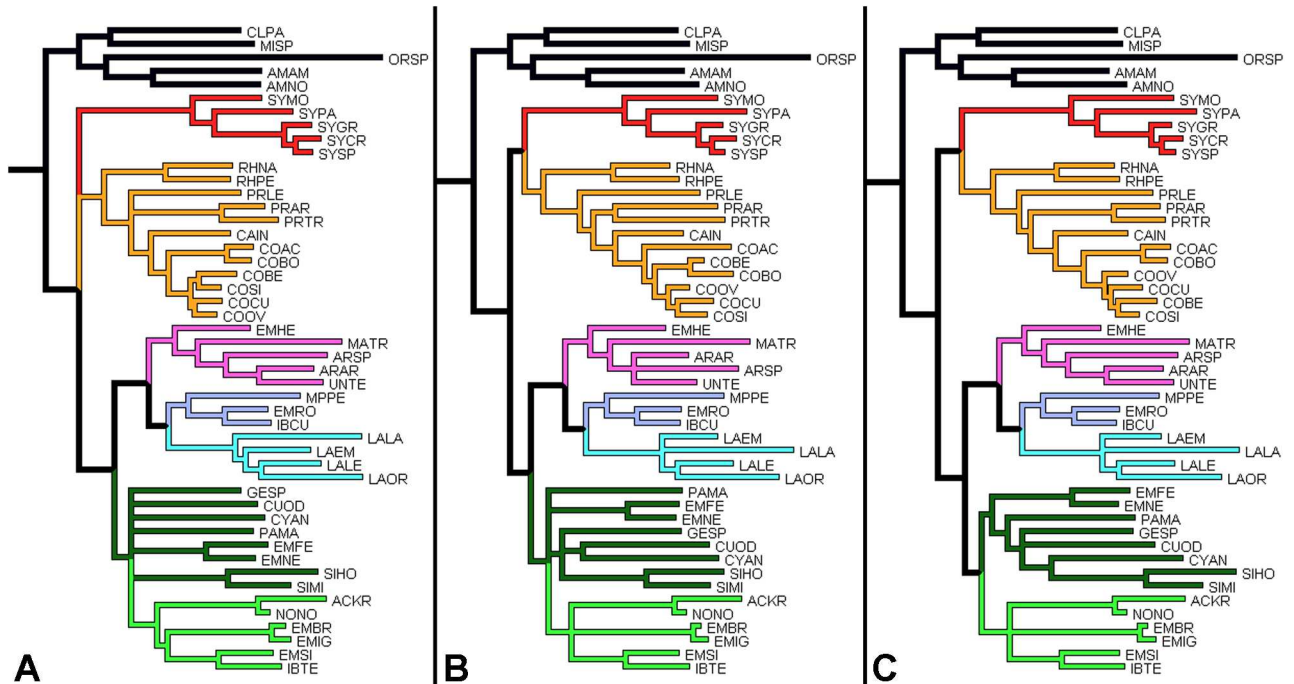 CLPA
MISP
ORSP
AMAM
AMNO
SYMO
SYPA
SYGR
SYCR
SYSP
RHNA
RHPE
PRLE
PRAR
PRTR
CAIN
COAC
COBO
COBE
COSI
COCU
COOV
EMHE
MATR
ARSP
ARAR
UNTE
MPPE
EMRO
IBCU
LALA
LAEM
LALE
LAOR
GESP
CUOD
CYAN
PAMA
EMFE
EMNE
SIHO
SIMI
ACKR
NONO
EMBR
EMIG
EMSI
IBTE
A
CLPA
MISP
ORSP
AMAM
AMNO
SYMO
SYPA
SYGR
SYCR
SYSP
RHNA
RHPE
PRLE
PRAR
PRTR
CAIN
COAC
COBE
COBO
COOV
COCU
COSI
EMHE
MATR
ARAR
ARSP
UNTE
MPPE
EMRO
IBCU
LAEM
LALA
LALE
LAOR
PAMA
EMFE
EMNE
GESP
CUOD
CYAN
SIHO
SIMI
ACKR
NONO
EMBR
EMIG
EMSI
IBTE
B
CLPA
MISP
ORSP
AMAM
AMNO
SYMO
SYPA
SYGR
SYCR
SYSP
RHNA
RHPE
PRLE
PRAR
PRTR
CAIN
COAC
COBO
COOV
COCU
COBE
COSI
EMHE
MATR
ARSP
ARAR
UNTE
MPPE
EMRO
IBCU
LAEM
LALA
LALE
LAOR
EMFE
EMNE
PAMA
GESP
CUOD
CYAN
SIHO
SIMI
ACKR
NONO
EMBR
EMIG
EMSI
IBTE
C